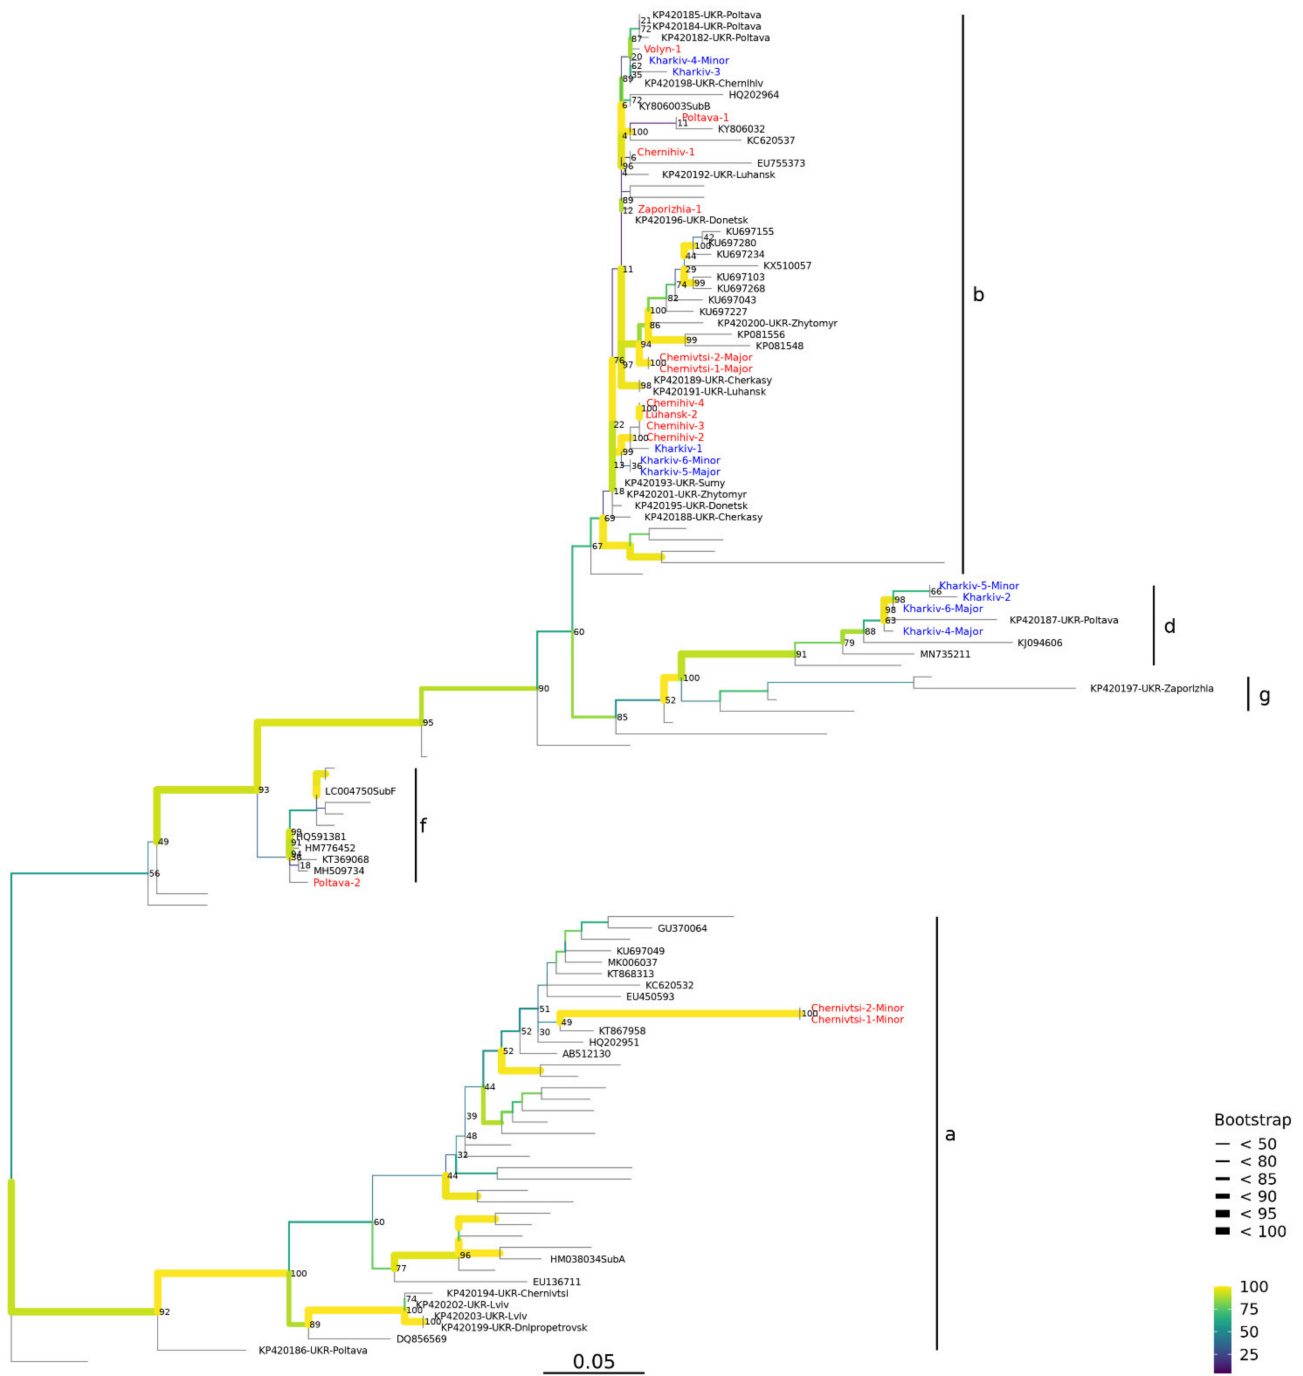 KP420185-UKR-Poltava
21
KP420184-UKR-Poltava
72
KP420182-UKR-Poltava
87
Volyn-1
20
Kharkiv-4-Minor
62
Kharkiv-3
35
89
KP420198-UKR-Chernihiv
HQ202964
72
KY806003SubB
6
Poltava-1
11
KY806032
100
4
KC620537
Chernihiv-1
6
EU755373
96
4
KP420192-UKR-Luhansk
89
Zaporizhia-1
12
KP420196-UKR-Donetsk
KU697155
42
KU697280
100
KU697234
44
KX510057
11
29
KU697103
99
74
KU697268
82
KU697043
100
KU697227
86
KP420200-UKR-Zhytomyr
KP081556
99
94
KP081548
Chernivtsi-2-Major
76
97
100
Chernivtsi-1-Major
KP420189-UKR-Cherkasy
98
KP420191-UKR-Luhansk
Chernihiv-4
100
Luhansk-2
22
Chernihiv-3
100
Chernihiv-2
Kharkiv-1
99
Kharkiv-6-Minor
13
36
Kharkiv-5-Major
KP420193-UKR-Sumy
18
KP420201-UKR-Zhytomyr
KP420195-UKR-Donetsk
69
KP420188-UKR-Cherkasy
67
b
Kharkiv-5-Minor
66
Kharkiv-2
98
Kharkiv-6-Major
98
63
KP420187-UKR-Poltava
88
Kharkiv-4-Major
79
KJ094606
91
MN735211
d
60
100
90
KP420197-UKR-Zaporizhia
52
g
85
95
93
LC004750SubF
f
99
HQ591381
91
HM776452
94
KT369068
18
MH509734
Poltava-2
49
56
GU370064
KU697049
MK006037
KT868313
KC620532
EU450593
51
Chernivtsi-2-Minor
100
Chernivtsi-1-Minor
49
52
30
KT867958
HQ202951
52
AB512130
44
39
48
32
44
a
60
96
HM038034SubA
77
100
EU136711
KP420194-UKR-Chernivtsi
74
KP420202-UKR-Lviv
100
KP420203-UKR-Lviv
100
KP420199-UKR-Dnipropetrovsk
92
89
DQ856569
KP420186-UKR-Poltava
0.05
Bootstrap
< 50
< 80
< 85
< 90
< 95
< 100
100
75
50
25